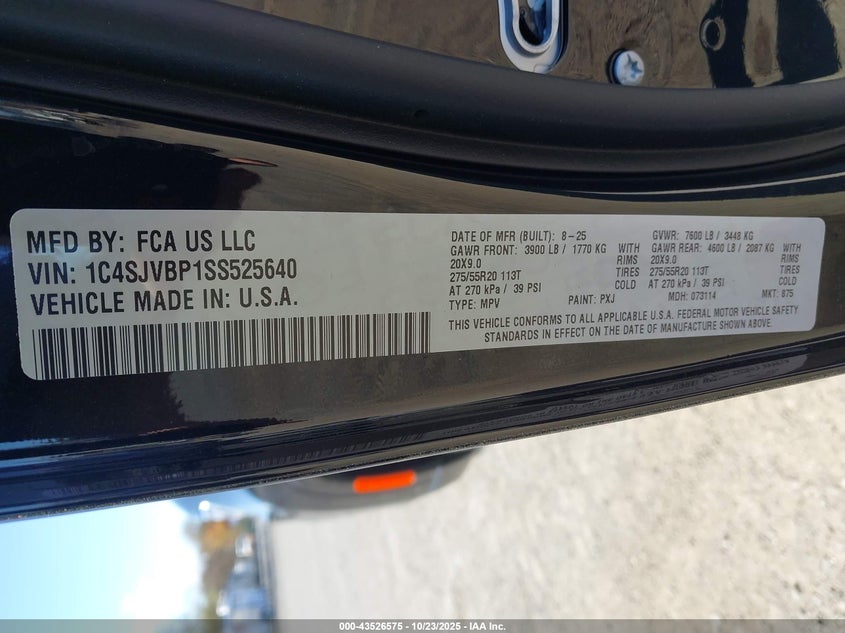 MFD BY: FCA US LLC
VIN: 1C4SJVBP1SS525640
VEHICLE MADE IN: U.S.A.
DATE OF MFR (BUILT): 8-25 GVWR: 7600 LB / 3448 KG
GAWR FRONT: 3900 LB / 1770 KG WITH GAWR REAR: 4600 LB / 2087 KG WITH
20X9.0 RIMS 20X9.0 RIMS
275/55R20 113T TIRES 275/55R20 113T TIRES
AT 270 kPa / 39 PSI COLD AT 270 kPa / 39 PSI COLD
TYPE: MPV PAINT: PXJ MDH: 073114 MKT: 875
THIS VEHICLE CONFORMS TO ALL APPLICABLE U.S.A. FEDERAL MOTOR VEHICLE SAFETY
STANDARDS IN EFFECT ON THE DATE OF MANUFACTURE SHOWN ABOVE.
000-43526575 - 10/23/2025 - IAA Inc.